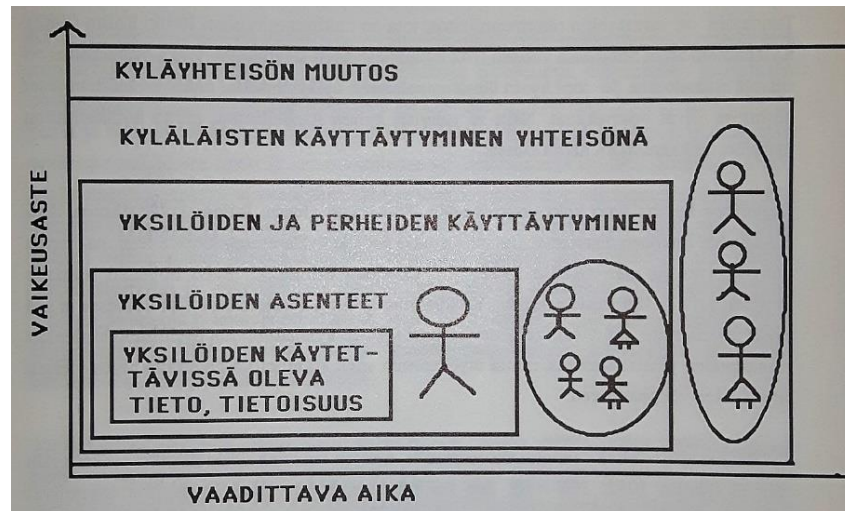 KYLÄYHTEISÖN MUUTOS
KYLÄLÄISTEN KÄYTTÄYTYMINEN YHTEISÖNÄ
YKSILÖIDEN JA PERHEIDEN KÄYTTÄYTYMINEN
YKSILÖIDEN ASENTEET
YKSILÖIDEN KÄYTET-
TÄVISSÄ OLEVA
TIETO, TIETOISUUS
VAIKEUSASTE
VAADITTAVA AIKA